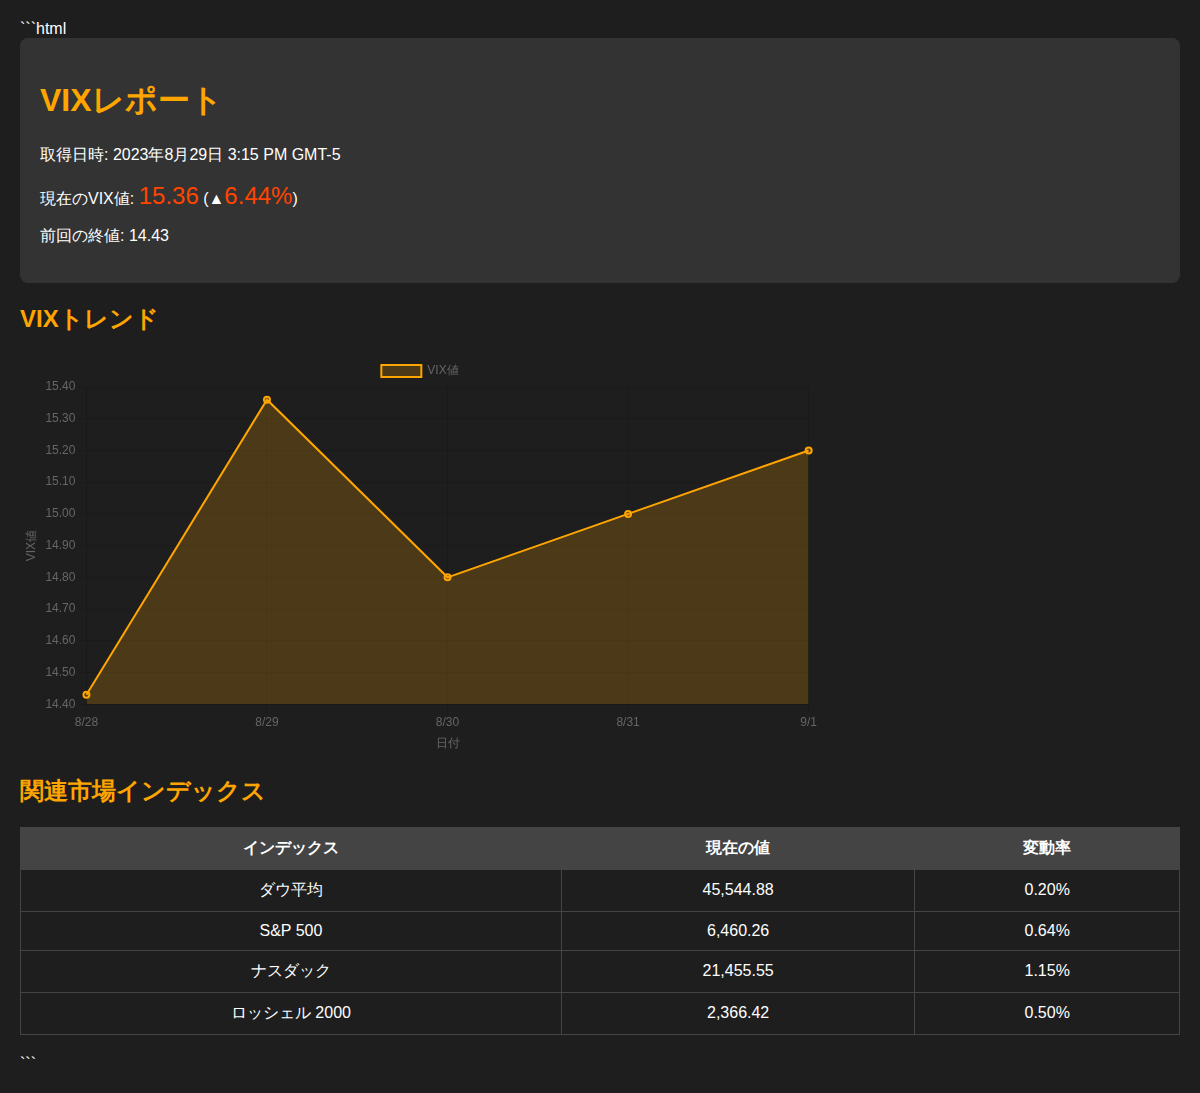 ```html
VIXレポート
取得日時: 2023年8月29日 3:15 PM GMT-5
現在のVIX値: 15.36 (▲6.44%)
前回の終値: 14.43
VIXトレンド
VIX値
15.40
15.30
15.20
15.10
15.00
14.90
14.80
14.70
14.60
14.50
14.40
VIX値
8/28 8/29 8/30 8/31 9/1
日付
関連市場インデックス
インデックス 現在の値 変動率
ダウ平均 45,544.88 0.20%
S&P 500 6,460.26 0.64%
ナスダック 21,455.55 1.15%
ロッシェル 2000 2,366.42 0.50%
```